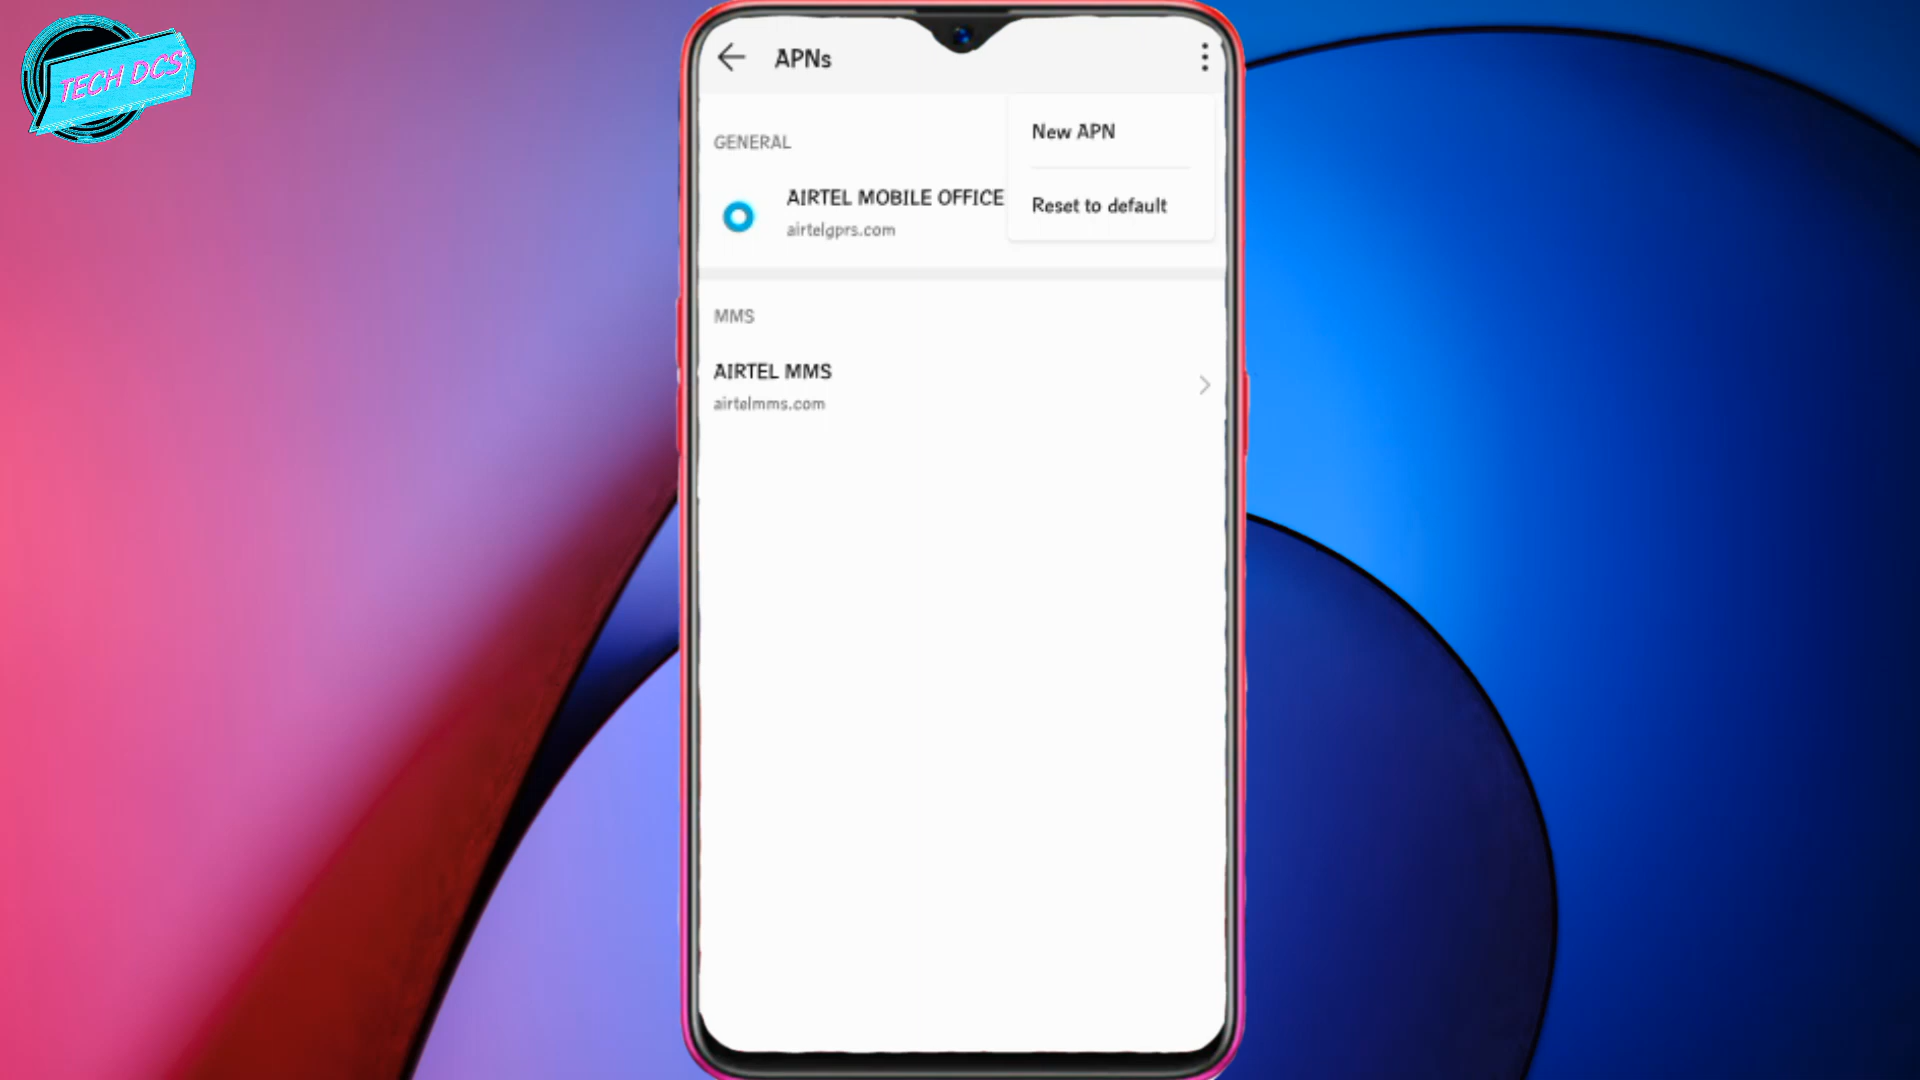 TECH DCS
APNs
New APN
GENERAL
AIRTEL MOBILE OFFICE
Reset to default
airtelgprs.com
MMS
AIRTEL MMS
airtelmms.com